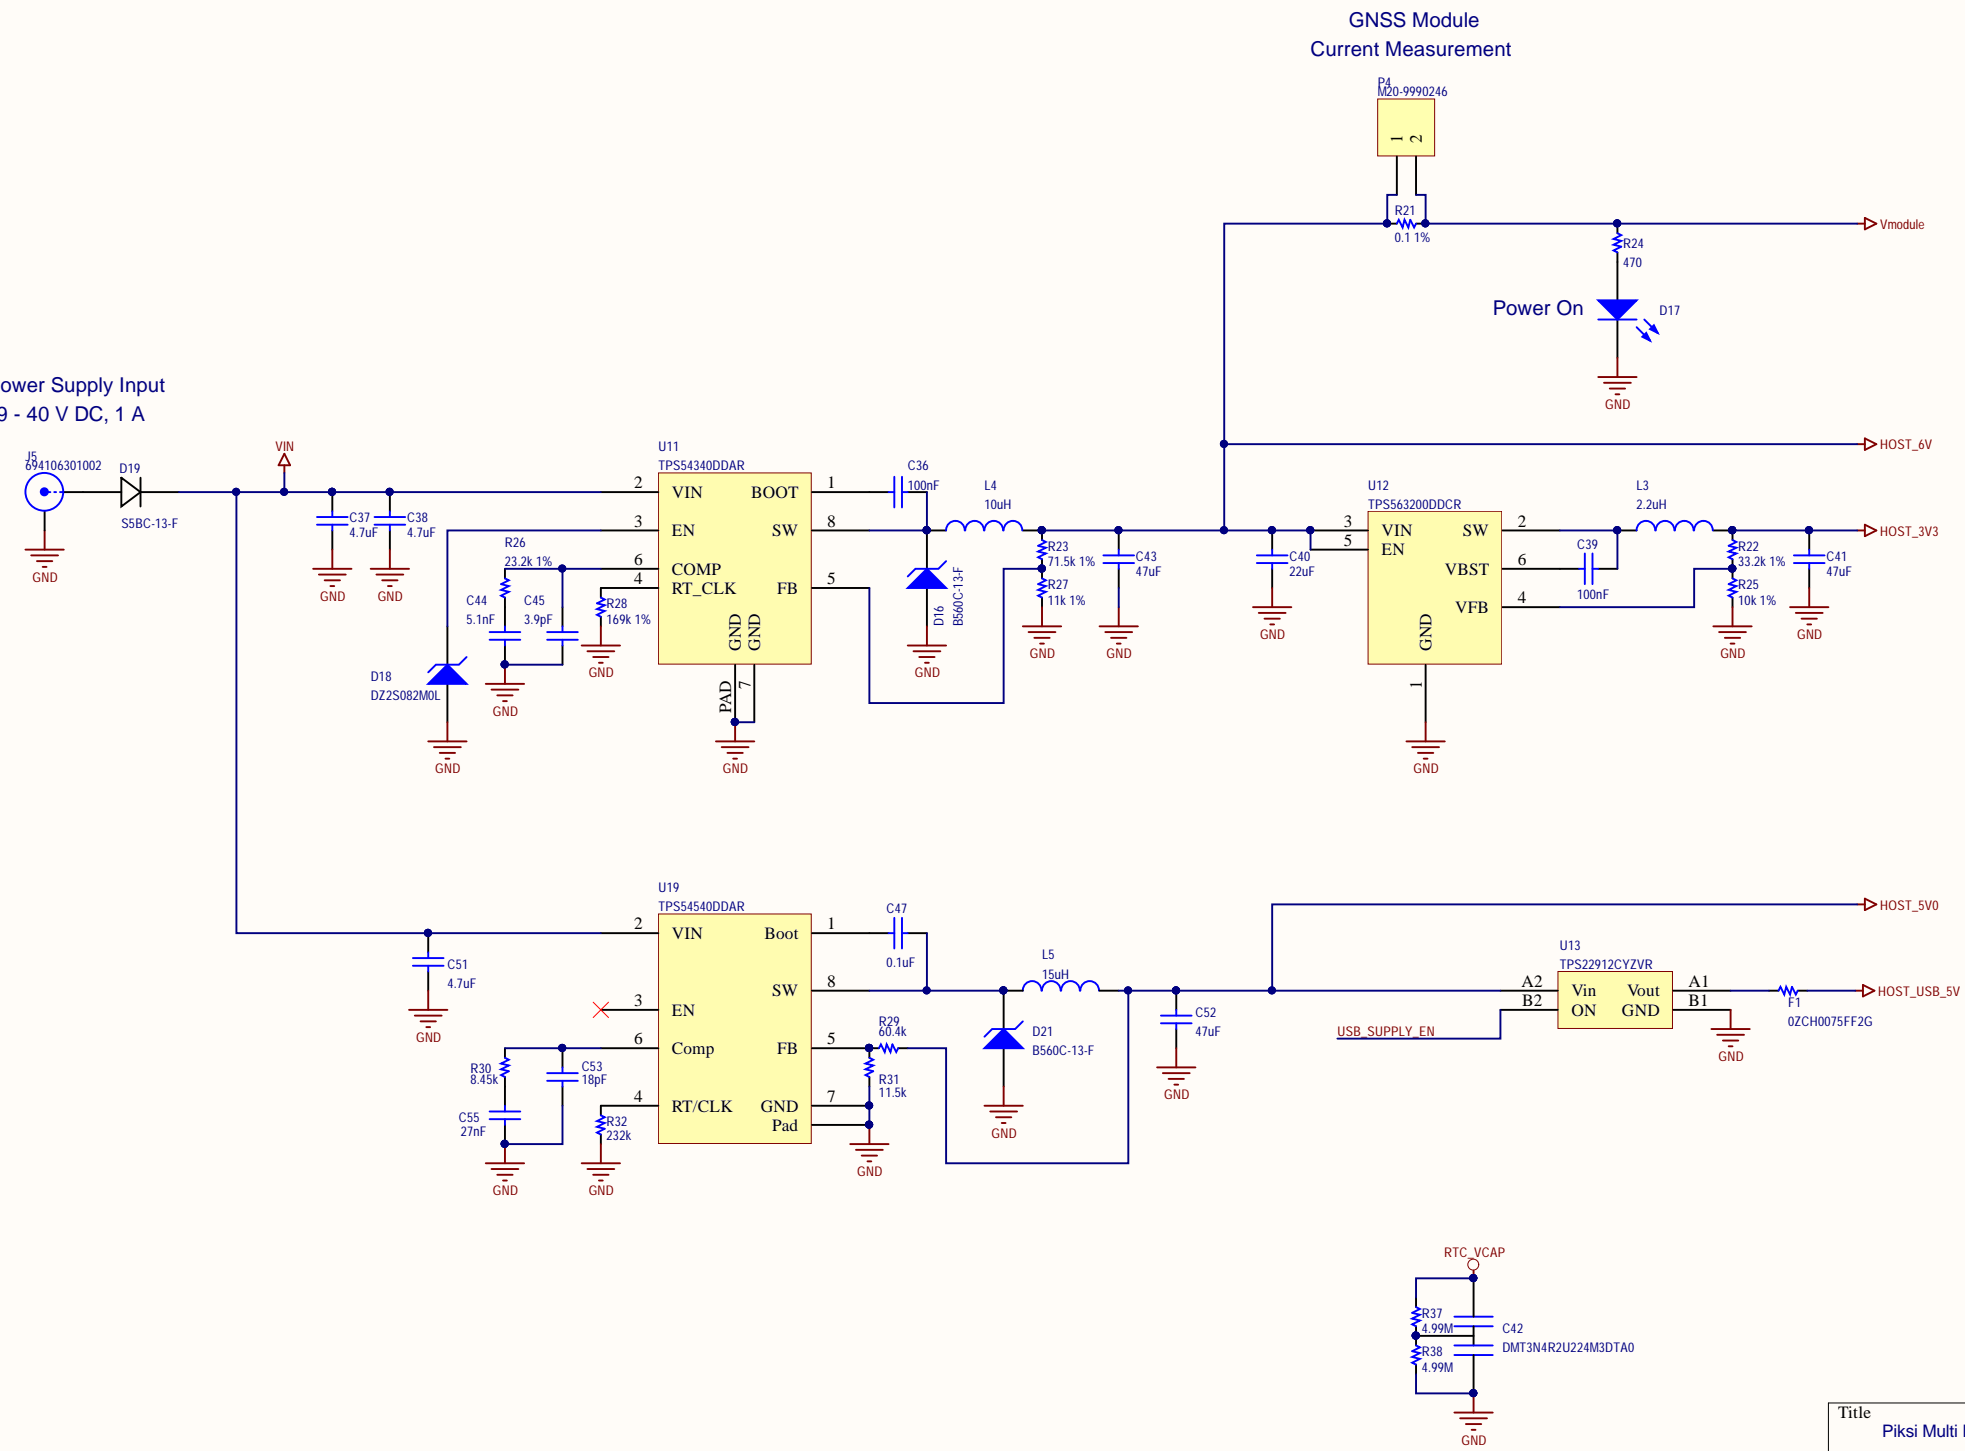 GNSS Module
Current Measurement
P4
M20-9990246
1
2
R21
0.1 1%
Vmodule
R24
470
Power On
D17
ower Supply Input
9 - 40 V DC, 1 A
J5
694106301002
D19
S5BC-13-F
GND
VIN
C37
4.7uF
GND
C38
4.7uF
GND
U11
TPS54340DDAR
2
VIN
BOOT
1
3
EN
SW
8
6
COMP
4
RT_CLK
FB
5
GND
GND
PAD
7
GND
R26
23.2k 1%
C44
5.1nF
C45
3.9pF
GND
R28
169k 1%
GND
D18
DZ2S082M0L
GND
C36
100nF
L4
10uH
D16
B560C-13-F
GND
R23
71.5k 1%
R27
11k 1%
GND
C43
47uF
GND
C40
22uF
GND
GND
HOST_6V
U12
TPS563200DDCR
3
VIN
SW
2
5
EN
VBST
6
VFB
4
GND
1
GND
C39
100nF
L3
2.2uH
R22
33.2k 1%
R25
10k 1%
GND
C41
47uF
GND
HOST_3V3
U19
TPS54540DDAR
2
VIN
Boot
1
SW
8
3
EN
6
Comp
FB
5
4
RT/CLK
GND
7
Pad
C51
4.7uF
GND
R30
8.45k
C53
18pF
C55
27nF
GND
R32
232k
GND
C47
0.1uF
R29
60.4k
R31
11.5k
GND
L5
15uH
D21
B560C-13-F
GND
C52
47uF
GND
HOST_5V0
U13
TPS22912CYZVR
A2
Vin
Vout
A1
B2
ON
GND
B1
USB_SUPPLY_EN
GND
F1
0ZCH0075FF2G
HOST_USB_5V
RTC_VCAP
R37
4.99M
R38
4.99M
C42
DMT3N4R2U224M3DTA0
GND
Title
Piksi Multi